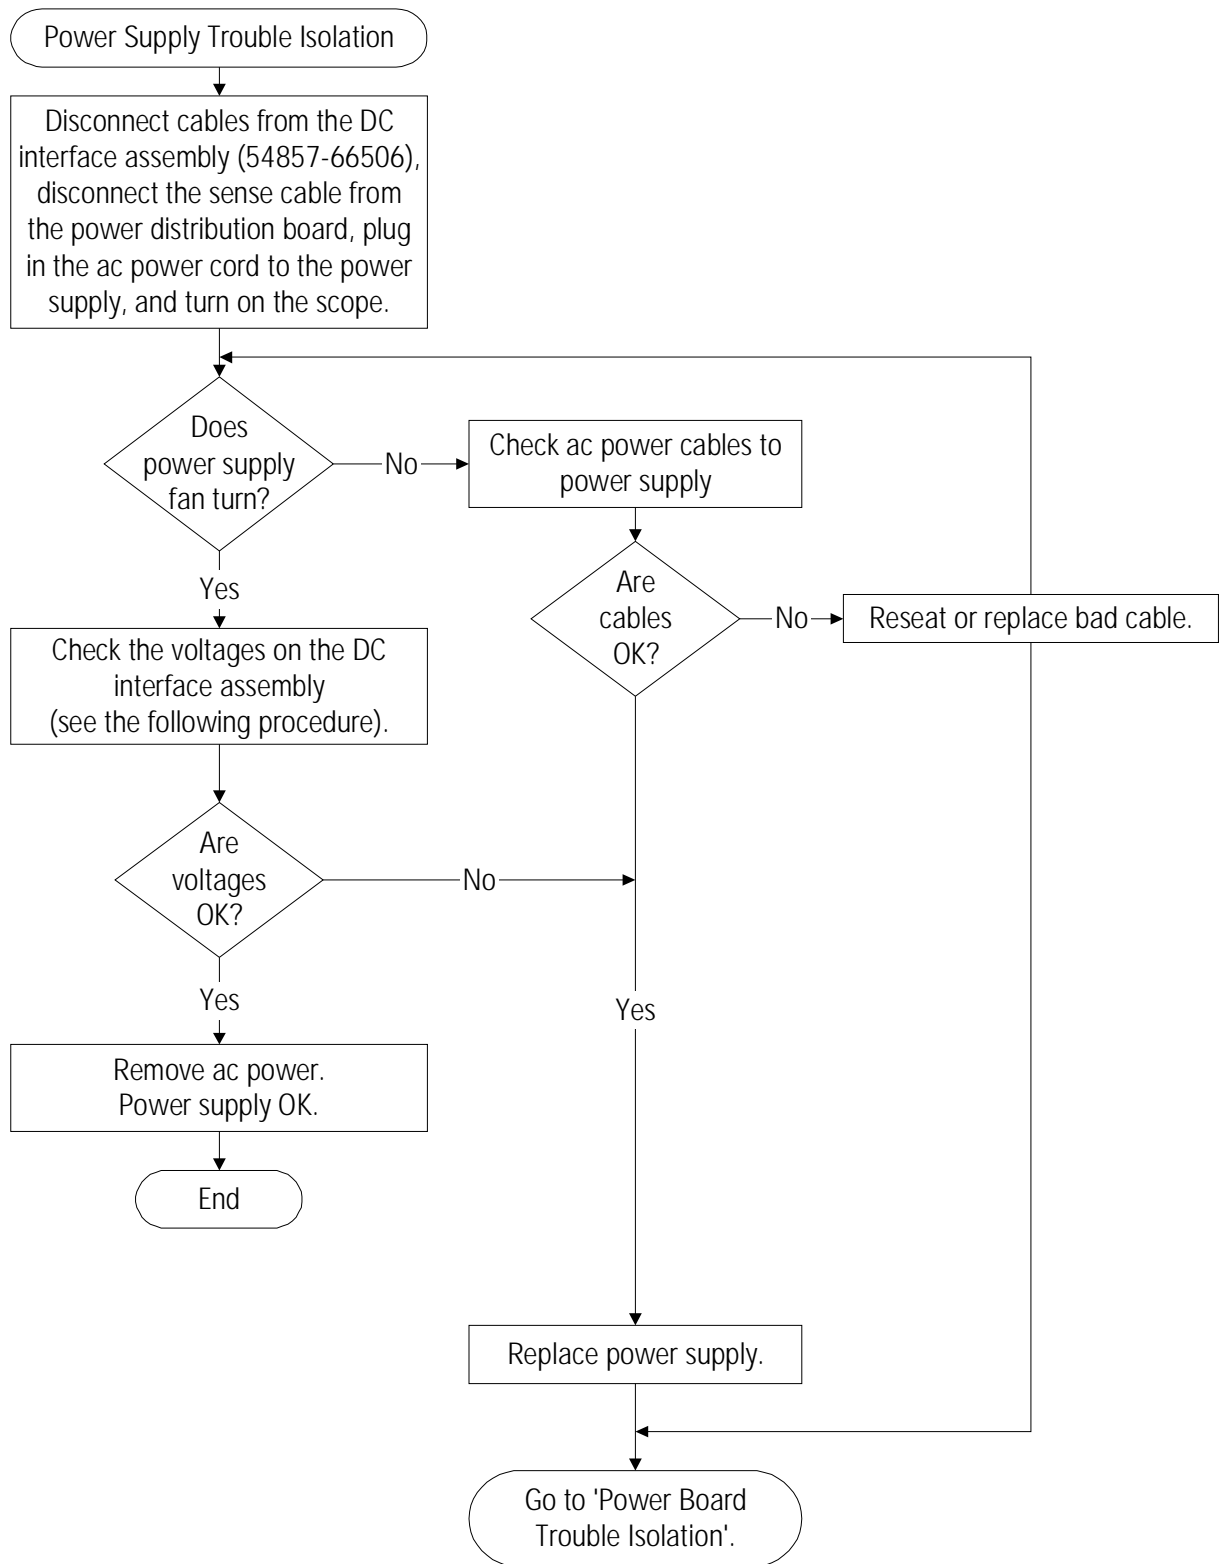 Power Supply Trouble Isolation
Disconnect cables from the DC
interface assembly (54857-66506),
disconnect the sense cable from
the power distribution board, plug
in the ac power cord to the power
supply, and turn on the scope.
Does
power supply
fan turn?
No
Check ac power cables to
power supply
Yes
Are
cables
OK?
No
Reseat or replace bad cable.
Check the voltages on the DC
interface assembly
(see the following procedure).
Are
voltages
OK?
No
Yes
Yes
Remove ac power.
Power supply OK.
End
Replace power supply.
Go to 'Power Board
Trouble Isolation'.